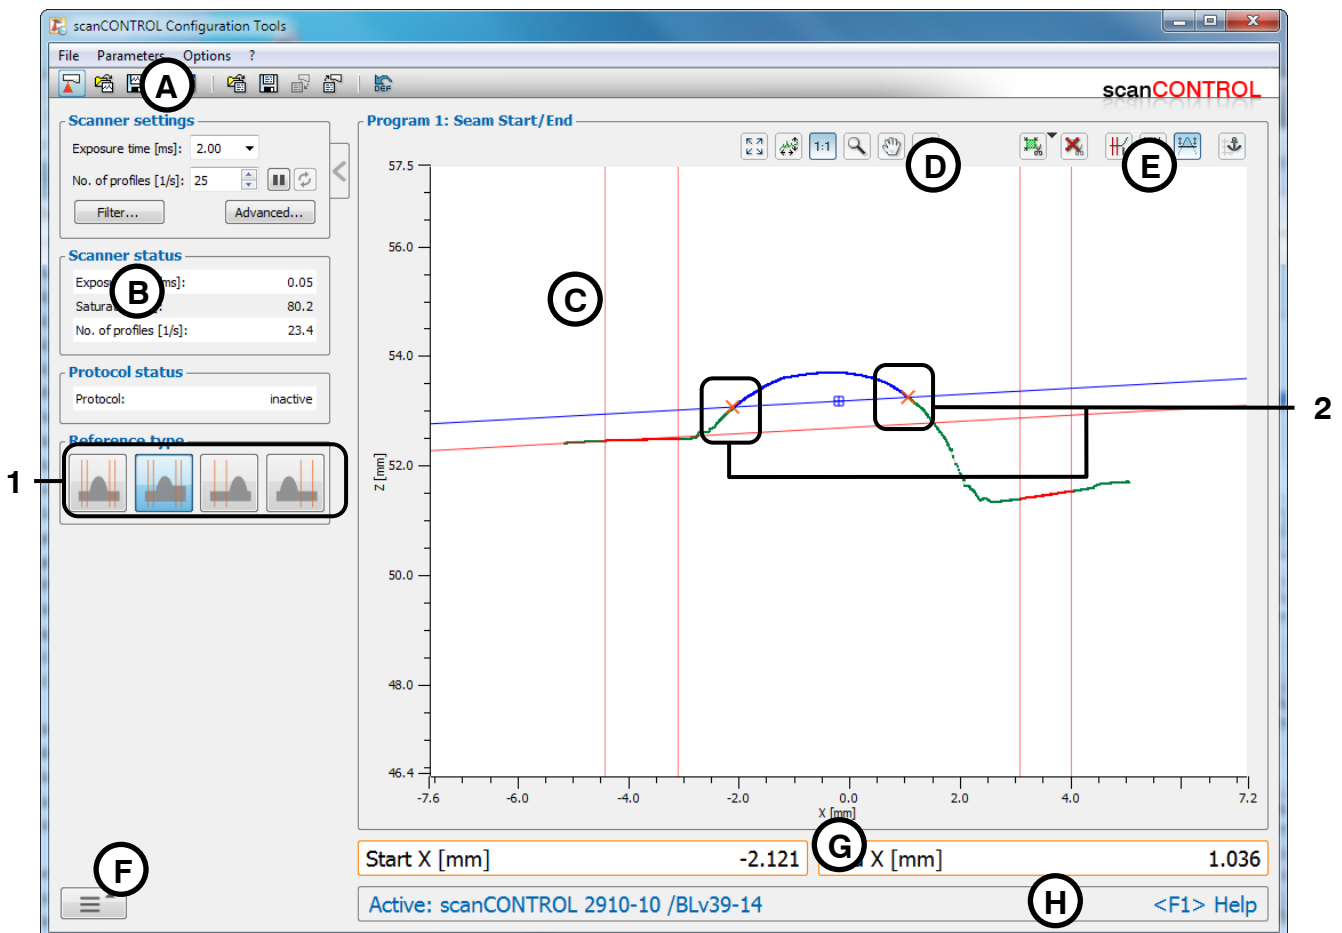 scanCONTROL Configuration Tools
File Parameters Options ?
A
DEF
scanCONTROL
Scanner settings
Exposure time [ms]: 2.00
No. of profiles [1/s]: 25
Filter... Advanced...
Scanner status
ms]: 0.05
B
80.2
No. of profiles [1/s]: 23.4
Protocol status
Protocol: inactive
Reference type
1
Program 1: Seam Start/End
1:1
D
E
C
2
57.5
56.0
54.0
52.0
50.0
48.0
46.4
Z [mm]
-7.6 -6.0 -4.0 -2.0 0.0 2.0 4.0 7.2
X [mm]
Start X [mm] -2.121
G
X [mm] 1.036
F
Active: scanCONTROL 2910-10 /BLv39-14
H
<F1> Help